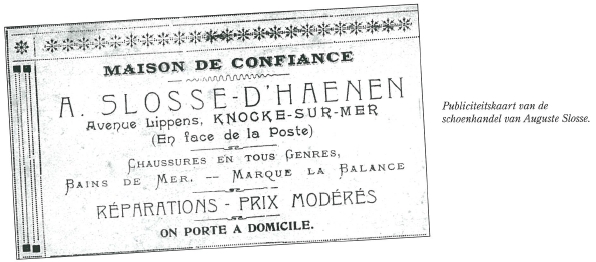 MAISON DE CONFIANCE
A. SLOSSE-D'HAENEN
Avenue Lippens, KNOCKE-SUR-MER
(En face de la Poste)
CHAUSSURES EN TOUS GENRES,
BAINS DE MER. -- MARQUE LA BALANCE
RÉPARATIONS - PRIX MODÉRÉS
ON PORTE A DOMICILE.
Publiciteitskaart van de
schoenhandel van Auguste Slosse.